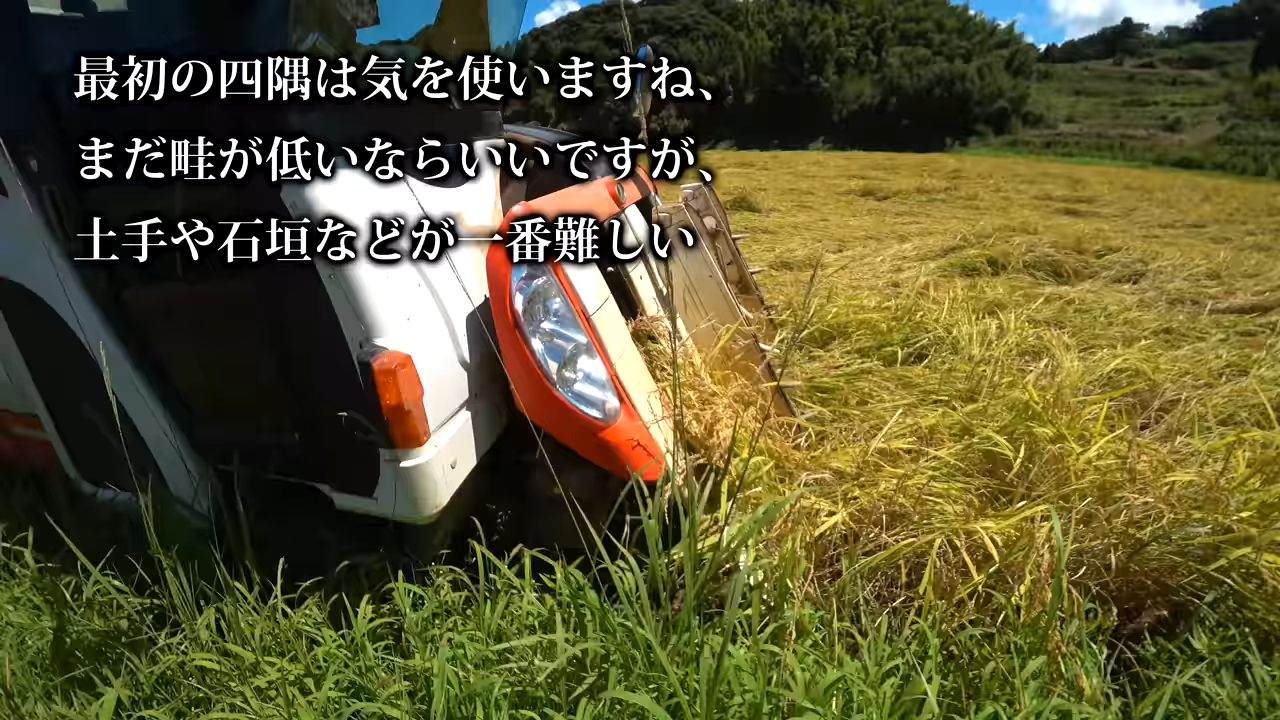 最初の四隅は気を使いますね、
まだ畦が低いならいいですが、
土手や石垣などが一番難しい